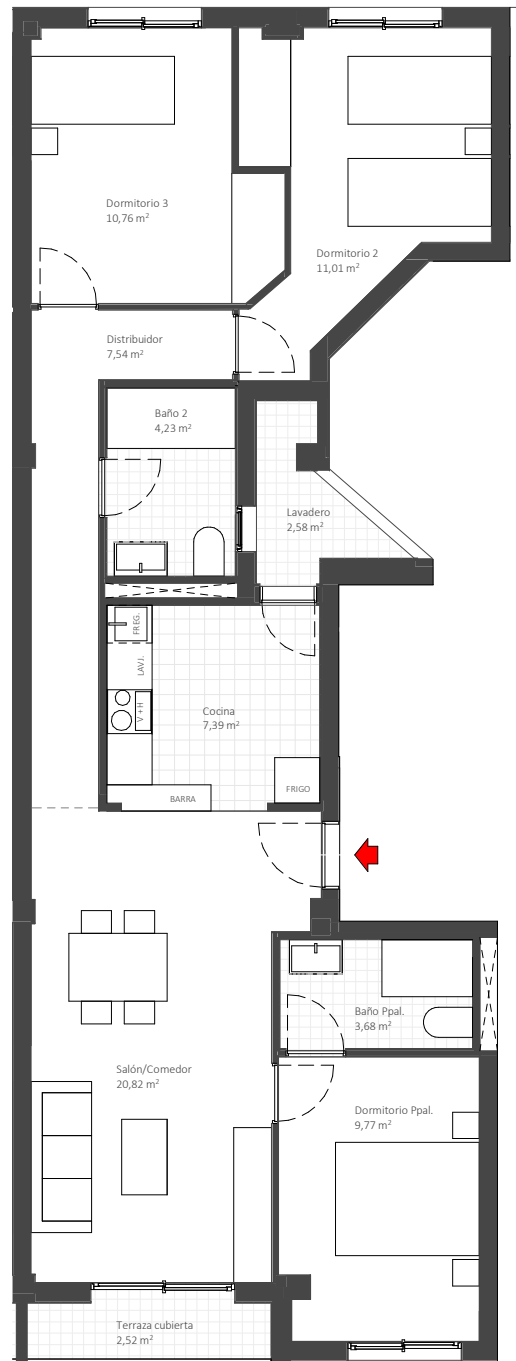 Dormitorio 3
10,76 m²
Dormitorio 2
11,01 m²
Distribuidor
7,54 m²
Baño 2
4,23 m²
Lavadero
2,58 m²
FREG.
LAVJ.
V + H
Cocina
7,39 m²
BARRA
FRIGO
Baño Ppal.
3,68 m²
Salón/Comedor
20,82 m²
Dormitorio Ppal.
9,77 m²
Terraza cubierta
2,52 m²